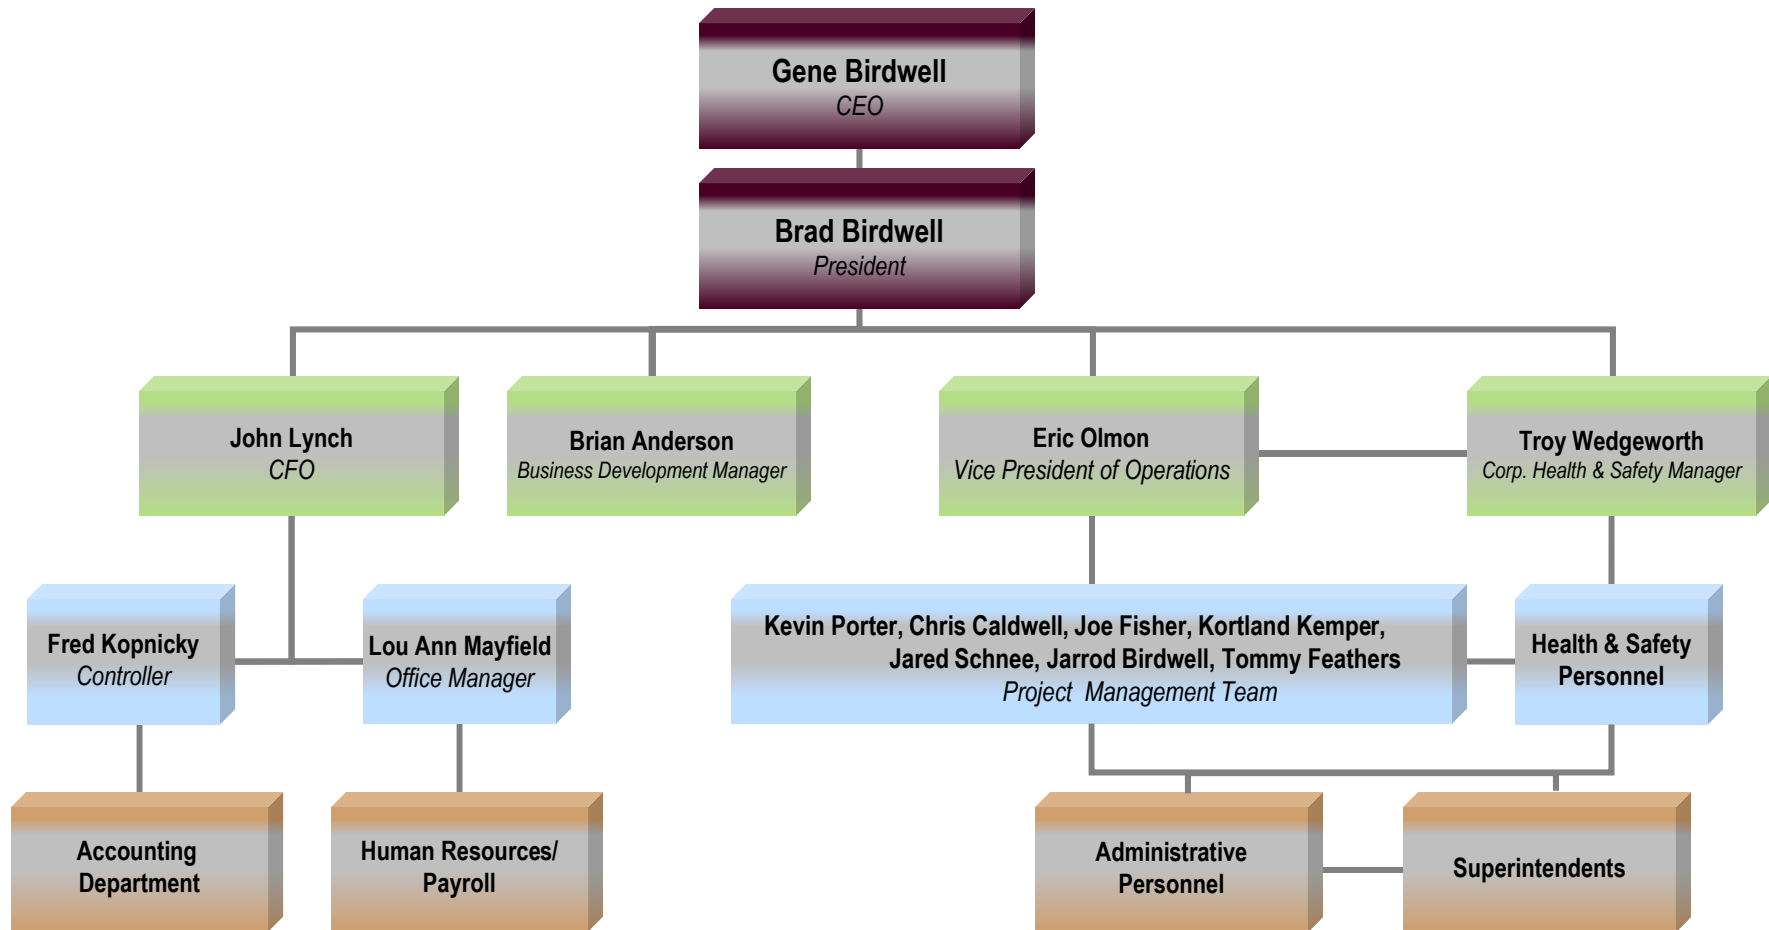 Gene Birdwell
CEO
Brad Birdwell
President
John Lynch
CFO
Brian Anderson
Business Development Manager
Eric Olmon
Vice President of Operations
Troy Wedgeworth
Corp. Health & Safety Manager
Fred Kopnicky
Controller
Lou Ann Mayfield
Office Manager
Kevin Porter, Chris Caldwell, Joe Fisher, Kortland Kemper,
Jared Schnee, Jarrod Birdwell, Tommy Feathers
Project Management Team
Health & Safety
Personnel
Accounting
Department
Human Resources/
Payroll
Administrative
Personnel
Superintendents